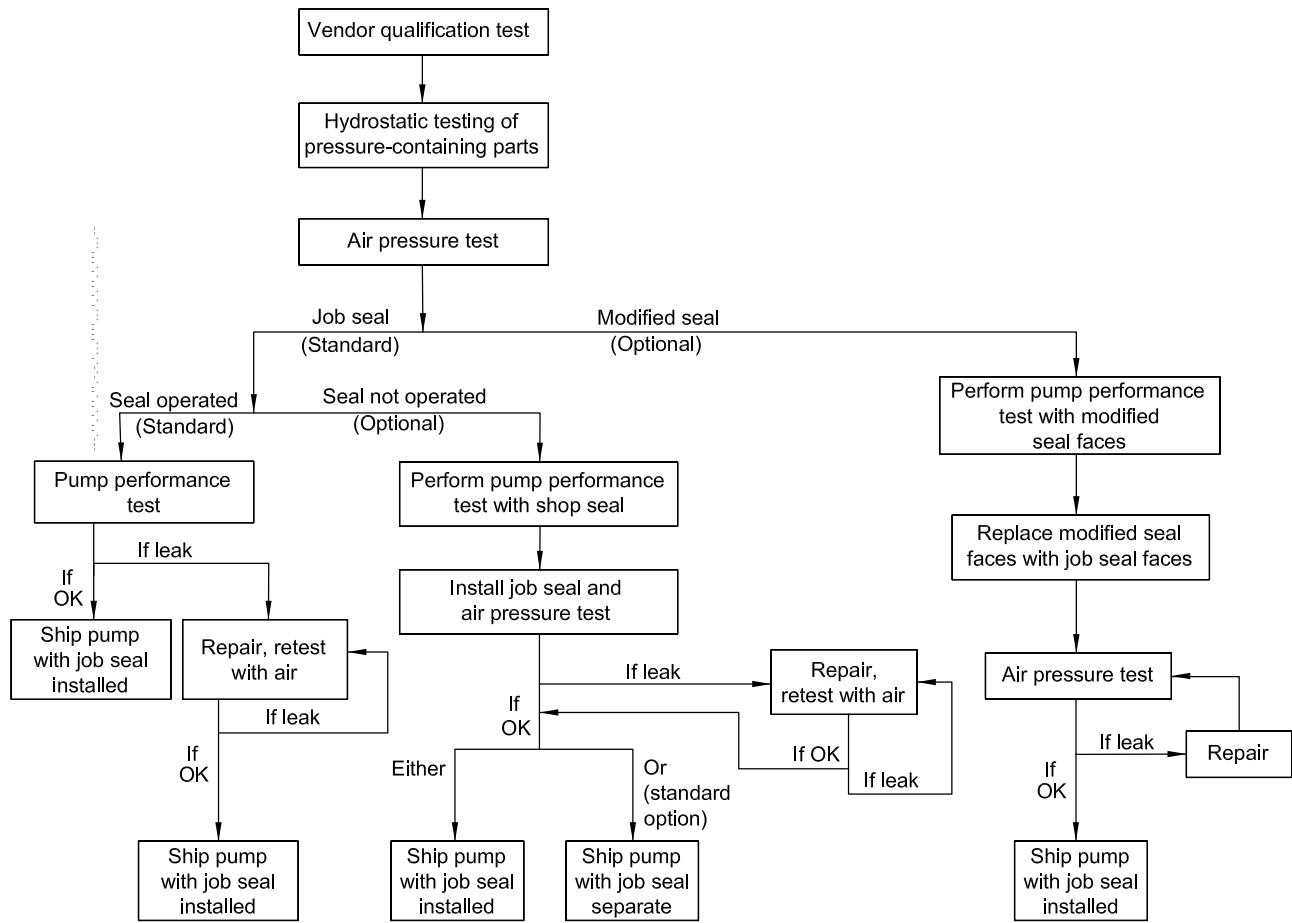 Vendor qualification test
Hydrostatic testing of
pressure-containing parts
Air pressure test
Job seal
(Standard)
Modified seal
(Optional)
Seal operated
(Standard)
Seal not operated
(Optional)
Perform pump performance
test with modified
seal faces
Pump performance
test
Perform pump performance
test with shop seal
Replace modified seal
faces with job seal faces
If leak
If
OK
Install job seal and
air pressure test
Ship pump
with job seal
installed
Repair, retest
with air
If leak
If
OK
If leak
If
OK
Repair,
retest with air
If OK
If leak
Air pressure test
If leak
Repair
If
OK
Either
Or
(standard
option)
Ship pump
with job seal
installed
Ship pump
with job seal
installed
Ship pump
with job seal
separate
Ship pump
with job seal
installed